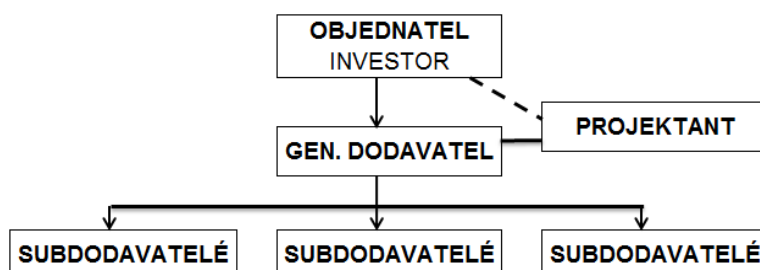 OBJEDNATEL
INVESTOR
PROJEKTANT
GEN. DODAVATEL
SUBDODAVATELÉ
SUBDODAVATELÉ
SUBDODAVATELÉ